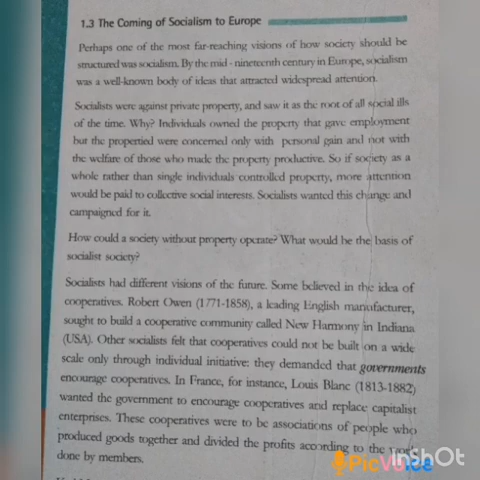 1.3 The Coming of Socialism to Europe
Perhaps one of the most far-reaching visions of how society should be
structured was socialism. By the mid - nineteenth century in Europe, socialism
was a well-known body of ideas that attracted widespread attention.
Socialists were against private property, and saw it as the root of all social ills
of the time. Why? Individuals owned the property that gave employment
but the propertied were concerned only with personal gain and not with
the welfare of those who made the property productive. So if society as a
whole rather than single individuals controlled property, more attention
would be paid to collective social interests. Socialists wanted this change and
campaigned for it.
How could a society without property operate? What would be the basis of
socialist society?
Socialists had different visions of the future. Some believed in the idea of
cooperatives. Robert Owen (1771-1858), a leading English manufacturer,
sought to build a cooperative community called New Harmony in Indiana
(USA). Other socialists felt that cooperatives could not be built on a wide
scale only through individual initiative: they demanded that governments
encourage cooperatives. In France, for instance, Louis Blanc (1813-1882)
wanted the government to encourage cooperatives and replace capitalist
enterprises. These cooperatives were to be associations of people who
produced goods together and divided the profits according to the work
done by members.
InShOt
PicVoice